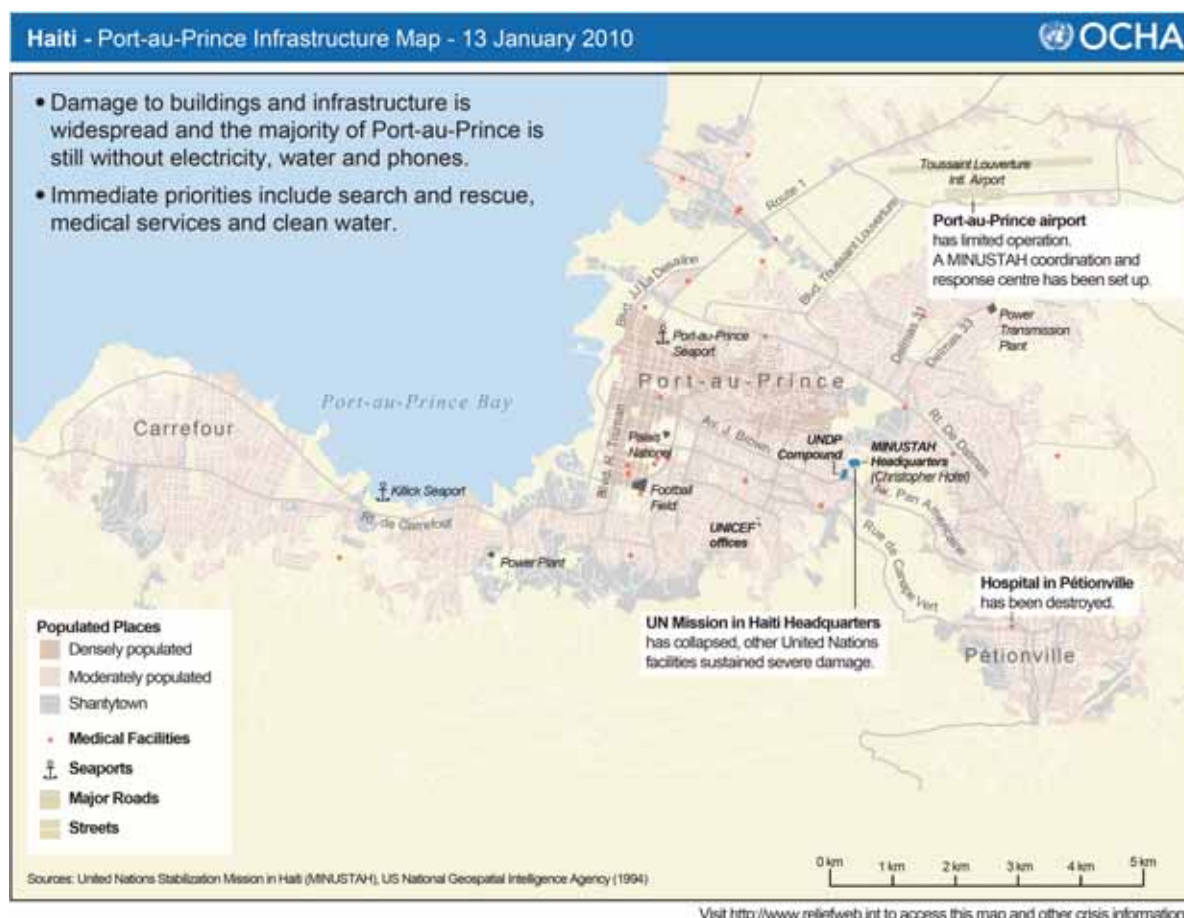 Haiti - Port-au-Prince Infrastructure Map - 13 January 2010
OCHA
• Damage to buildings and infrastructure is
widespread and the majority of Port-au-Prince is
still without electricity, water and phones.
• Immediate priorities include search and rescue,
medical services and clean water.
Toussaint Louverture
Intl. Airport
Port-au-Prince airport
has limited operation.
A MINUSTAH coordination and
response centre has been set up.
Route 1
Blvd. Toussaint Louverture
Blvd. JJ La Dessaline
Power
Transmission
Plant
Delmas 31
Delmas 33
Port-au-Prince
Seaport
Port-au-Prince
Port-au-Prince Bay
Carrefour
Blvd. H. Truman
Av. J. Brown
Rt. De Delmas
Palais
National
UNDP
Compound
MINUSTAH
Headquarters
(Christopher Hotel)
Killick Seaport
Football
Field
Rt. de Carrefour
Av. Pan Américaine
UNICEF
offices
Rue de Canape Vert
Power Plant
Hospital in Pétionville
has been destroyed.
UN Mission in Haiti Headquarters
has collapsed, other United Nations
facilities sustained severe damage.
Pétionville
Populated Places
Densely populated
Moderately populated
Shantytown
Medical Facilities
Seaports
Major Roads
Streets
0 km
1 km
2 km
3 km
4 km
5 km
Sources: United Nations Stabilization Mission in Haiti (MINUSTAH), US National Geospatial Intelligence Agency (1994)
Visit http://www.reliefweb.int to access this map and other crisis information